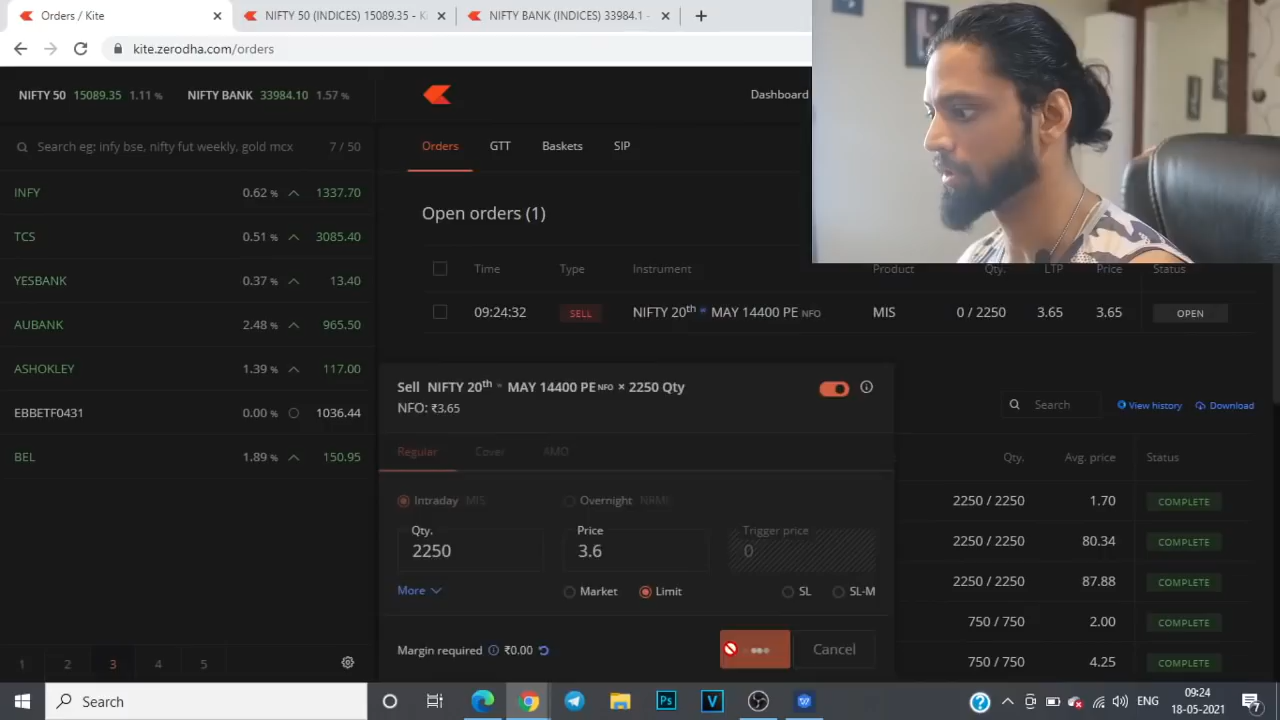 Orders / Kite
NIFTY 50 (INDICES) 15089.35 - Ki
NIFTY BANK (INDICES) 33984.1 -
kite.zerodha.com/orders
NIFTY 50 15089.35 1.11 %
NIFTY BANK 33984.10 1.57 %
Dashboard
Search eg: infy bse, nifty fut weekly, gold mcx 7 / 50
Orders GTT Baskets SIP
INFY 0.62 % 1337.70
TCS 0.51 % 3085.40
YESBANK 0.37 % 13.40
AUBANK 2.48 % 965.50
ASHOKLEY 1.39 % 117.00
EBBETF0431 0.00 % 1036.44
BEL 1.89 % 150.95
Open orders (1)
Time Type Instrument Product Qty. LTP Price Status
09:24:32 SELL NIFTY 20th MAY 14400 PE NFO MIS 0 / 2250 3.65 3.65 OPEN
Sell NIFTY 20th MAY 14400 PE NFO × 2250 Qty
NFO: ₹3.65
Regular Cover AMO
Intraday MIS Overnight NRML
Qty. Price Trigger price
2250 3.6 0
More Market Limit SL SL-M
Margin required ₹0.00 Cancel
Search View history Download
Qty. Avg. price Status
2250 / 2250 1.70 COMPLETE
2250 / 2250 80.34 COMPLETE
2250 / 2250 87.88 COMPLETE
750 / 750 2.00 COMPLETE
750 / 750 4.25 COMPLETE
1 2 3 4 5
Search
Ps V
ENG
09:24
18-05-2021
7